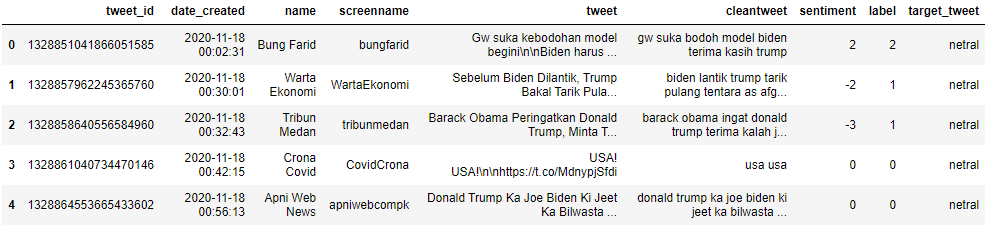 tweet_id date_created name screenname tweet cleantweet sentiment label target_tweet
0 1328851041866051585 2020-11-18 00:02:31 Bung Farid bungfarid Gw suka kebodohan model begini\n\nBiden harus ... gw suka bodoh model biden terima kasih trump 2 2 netral
1 1328857962245365760 2020-11-18 00:30:01 Warta Ekonomi WartaEkonomi Sebelum Biden Dilantik, Trump Bakal Tarik Pula... biden lantik trump tarik pulang tentara as afg... -2 1 netral
2 1328858640556584960 2020-11-18 00:32:43 Tribun Medan tribunmedan Barack Obama Peringatkan Donald Trump, Minta T... barack obama ingat donald trump terima kalah j... -3 1 netral
3 1328861040734470146 2020-11-18 00:42:15 Crona Covid CovidCrona USA! USA!\n\nhttps://t.co/MdnypjSfdi usa usa 0 0 netral
4 1328864553665433602 2020-11-18 00:56:13 Apni Web News apniwebcompk Donald Trump Ka Joe Biden Ki Jeet Ka Bilwasta ... donald trump ka joe biden ki jeet ka bilwasta ... 0 0 netral